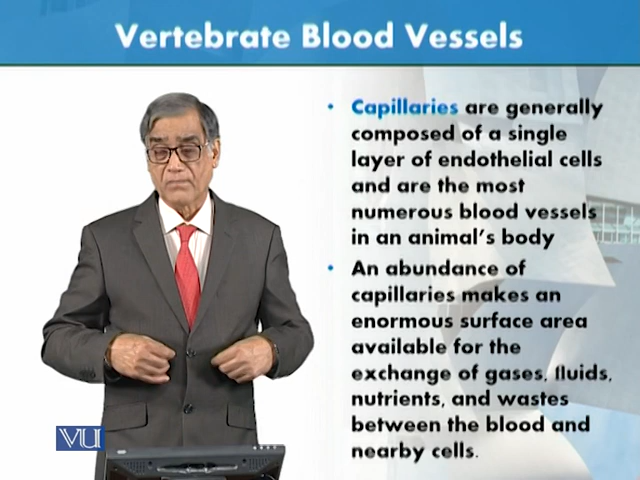 Vertebrate Blood Vessels
• Capillaries are generally
composed of a single
layer of endothelial cells
and are the most
numerous blood vessels
in an animal's body
• An abundance of
capillaries makes an
enormous surface area
available for the
exchange of gases, fluids,
nutrients, and wastes
between the blood and
nearby cells.
VU